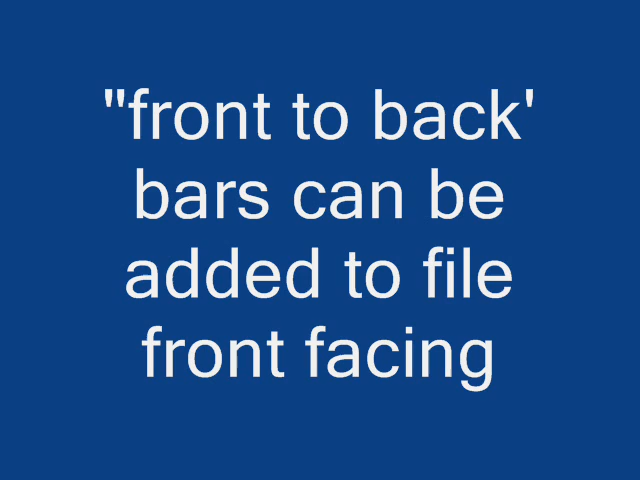 "front to back'
bars can be
added to file
front facing